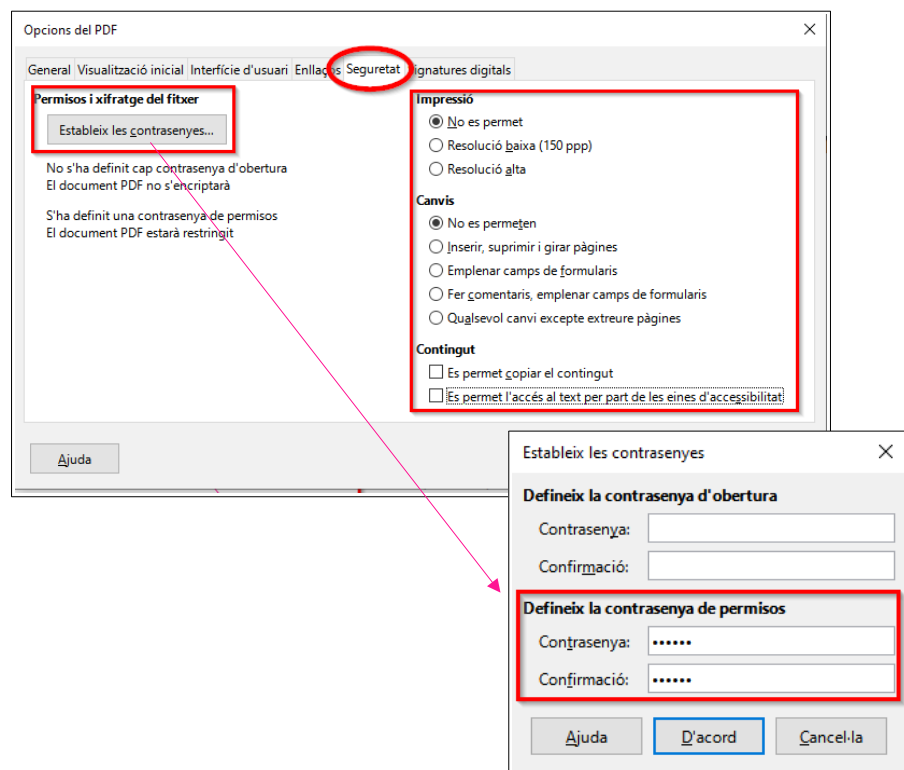 Opcions del PDF
General Visualització inicial Interfície d'usuari Enllaços Seguretat Signatures digitals
Permisos i xifratge del fitxer
Estableix les contrasenyes...
No s'ha definit cap contrasenya d'obertura
El document PDF no s'encriptarà
S'ha definit una contrasenya de permisos
El document PDF estarà restringit
Impressió
No es permet
Resolució baixa (150 ppp)
Resolució alta
Canvis
No es permeten
Inserir, suprimir i girar pàgines
Emplenar camps de formularis
Fer comentaris, emplenar camps de formularis
Qualsevol canvi excepte extreure pàgines
Contingut
Es permet copiar el contingut
Es permet l'accés al text per part de les eines d'accessibilitat
Ajuda
Estableix les contrasenyes
Defineix la contrasenya d'obertura
Contrasenya:
Confirmació:
Defineix la contrasenya de permisos
Contrasenya: ••••••
Confirmació: ••••••
Ajuda D'acord Cancel·la